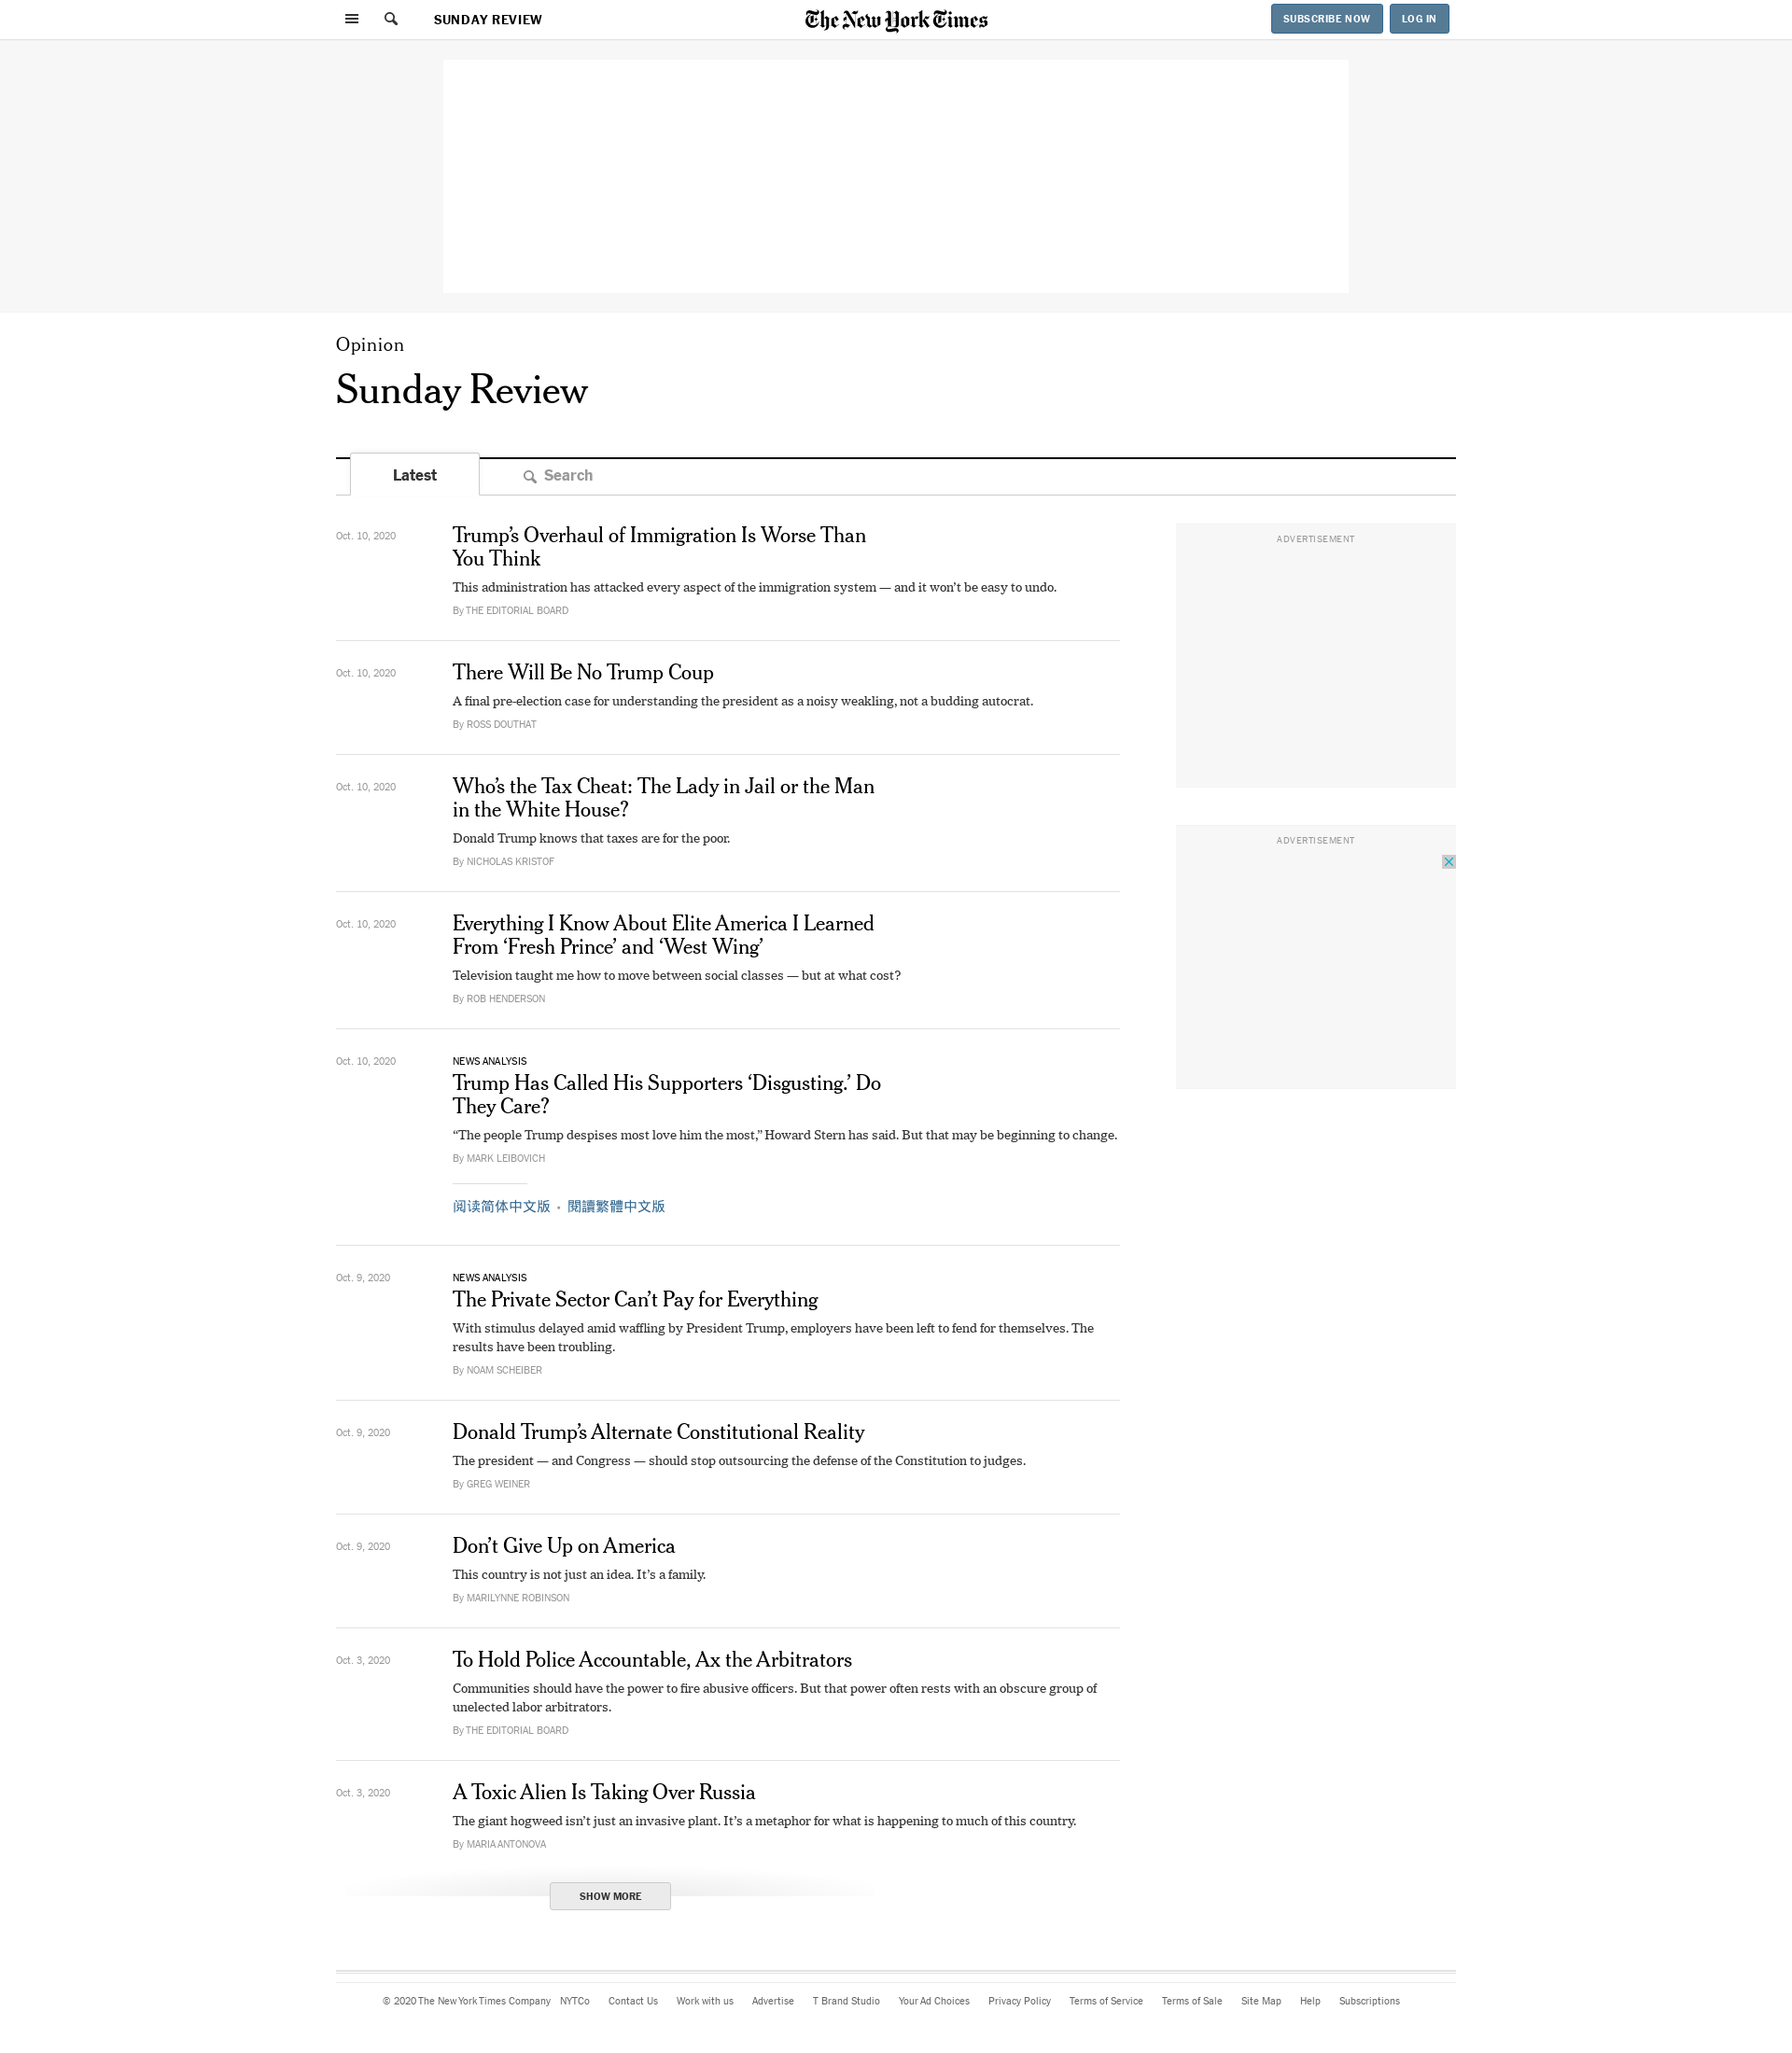 SUNDAY REVIEW
The New York Times
SUBSCRIBE NOW
LOG IN
Opinion
Sunday Review
Latest
Search
Oct. 10, 2020
Trump’s Overhaul of Immigration Is Worse Than
You Think
This administration has attacked every aspect of the immigration system — and it won’t be easy to undo.
By THE EDITORIAL BOARD
ADVERTISEMENT
Oct. 10, 2020
There Will Be No Trump Coup
A final pre-election case for understanding the president as a noisy weakling, not a budding autocrat.
By ROSS DOUTHAT
Oct. 10, 2020
Who’s the Tax Cheat: The Lady in Jail or the Man
in the White House?
Donald Trump knows that taxes are for the poor.
By NICHOLAS KRISTOF
ADVERTISEMENT
Oct. 10, 2020
Everything I Know About Elite America I Learned
From ‘Fresh Prince’ and ‘West Wing’
Television taught me how to move between social classes — but at what cost?
By ROB HENDERSON
Oct. 10, 2020
NEWS ANALYSIS
Trump Has Called His Supporters ‘Disgusting.’ Do
They Care?
“The people Trump despises most love him the most,” Howard Stern has said. But that may be beginning to change.
By MARK LEIBOVICH
阅读简体中文版 • 閱讀繁體中文版
Oct. 9, 2020
NEWS ANALYSIS
The Private Sector Can’t Pay for Everything
With stimulus delayed amid waffling by President Trump, employers have been left to fend for themselves. The
results have been troubling.
By NOAM SCHEIBER
Oct. 9, 2020
Donald Trump’s Alternate Constitutional Reality
The president — and Congress — should stop outsourcing the defense of the Constitution to judges.
By GREG WEINER
Oct. 9, 2020
Don’t Give Up on America
This country is not just an idea. It’s a family.
By MARILYNNE ROBINSON
Oct. 3, 2020
To Hold Police Accountable, Ax the Arbitrators
Communities should have the power to fire abusive officers. But that power often rests with an obscure group of
unelected labor arbitrators.
By THE EDITORIAL BOARD
Oct. 3, 2020
A Toxic Alien Is Taking Over Russia
The giant hogweed isn’t just an invasive plant. It’s a metaphor for what is happening to much of this country.
By MARIA ANTONOVA
SHOW MORE
© 2020 The New York Times Company NYTCo Contact Us Work with us Advertise T Brand Studio Your Ad Choices Privacy Policy Terms of Service Terms of Sale Site Map Help Subscriptions